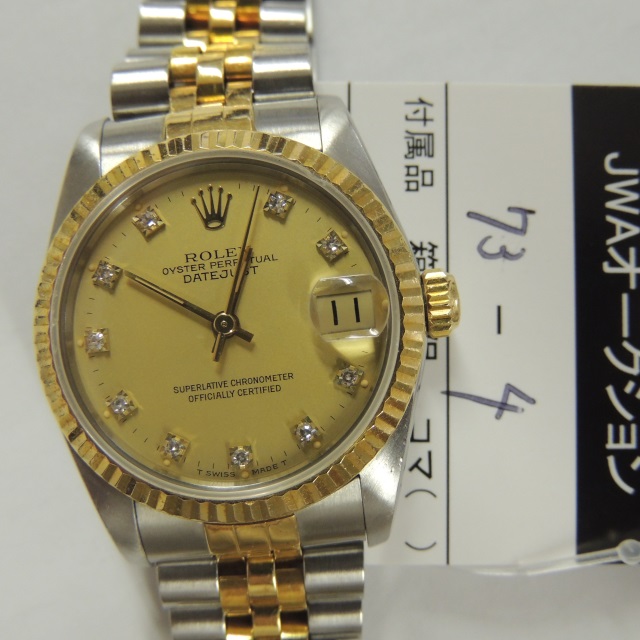 ROLEX
OYSTER PERPETUAL
DATEJUST
11
SUPERLATIVE CHRONOMETER
OFFICIALLY CERTIFIED
T SWISS MADE T
JWAオークション
73-4
付属品
コマ(     )